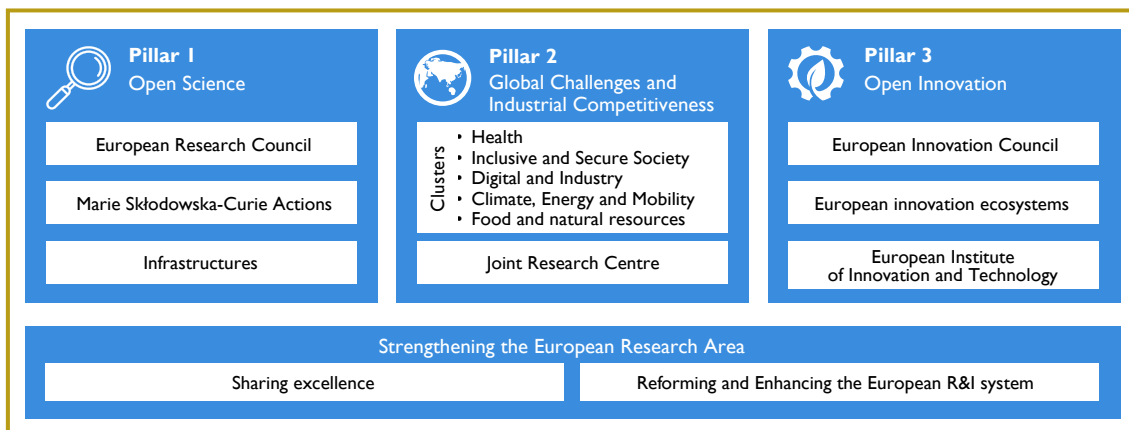 Pillar 1
Open Science
European Research Council
Marie Skłodowska-Curie Actions
Infrastructures
Pillar 2
Global Challenges and
Industrial Competitiveness
Clusters
• Health
• Inclusive and Secure Society
• Digital and Industry
• Climate, Energy and Mobility
• Food and natural resources
Joint Research Centre
Pillar 3
Open Innovation
European Innovation Council
European innovation ecosystems
European Institute
of Innovation and Technology
Strengthening the European Research Area
Sharing excellence
Reforming and Enhancing the European R&I system